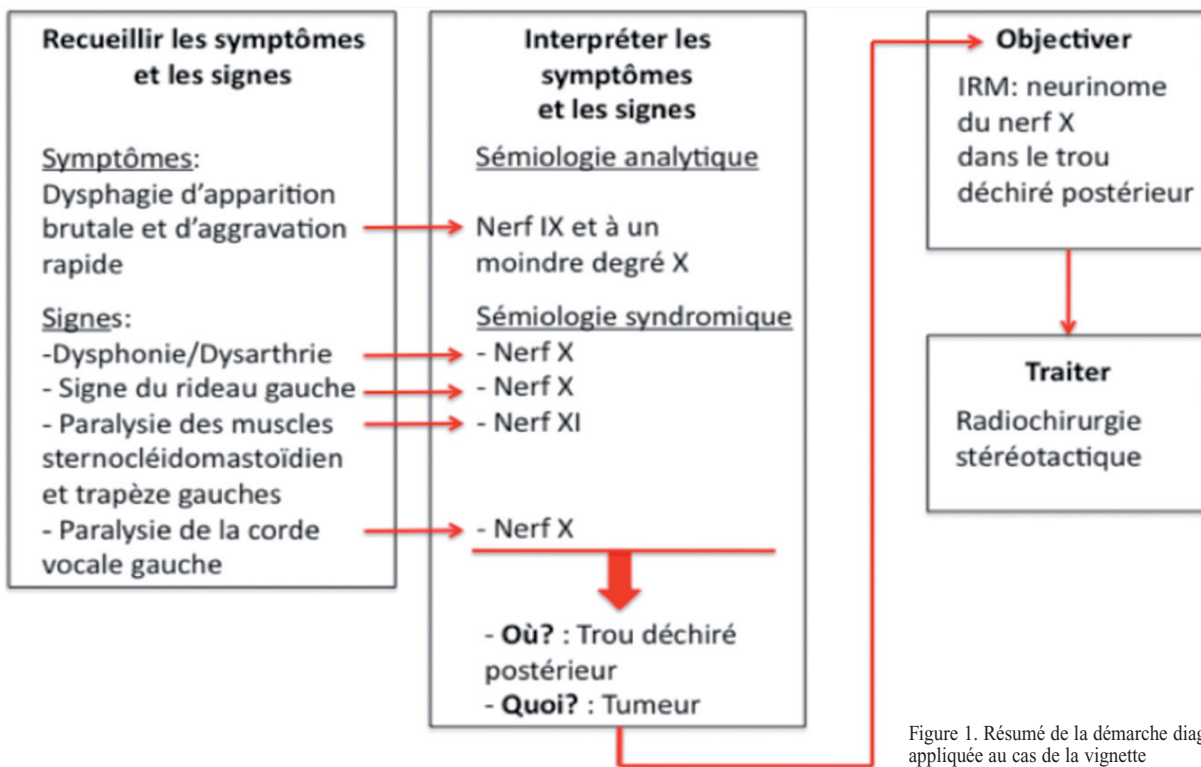 Recueillir les symptômes
et les signes
Symptômes:
Dysphagie d'apparition
brutale et d'aggravation
rapide
Signes:
-Dysphonie/Dysarthrie
- Signe du rideau gauche
- Paralysie des muscles
sternocléidomastoïdien
et trapèze gauches
- Paralysie de la corde
vocale gauche
Interpréter les
symptômes
et les signes
Sémiologie analytique
Nerf IX et à un
moindre degré X
Sémiologie syndromique
- Nerf X
- Nerf X
- Nerf XI
- Nerf X
- Où? : Trou déchiré
postérieur
- Quoi? : Tumeur
Objectiver
IRM: neurinome
du nerf X
dans le trou
déchiré postérieur
Traiter
Radiochirurgie
stéréotactique
Figure 1. Résumé de la démarche diag
appliquée au cas de la vignette